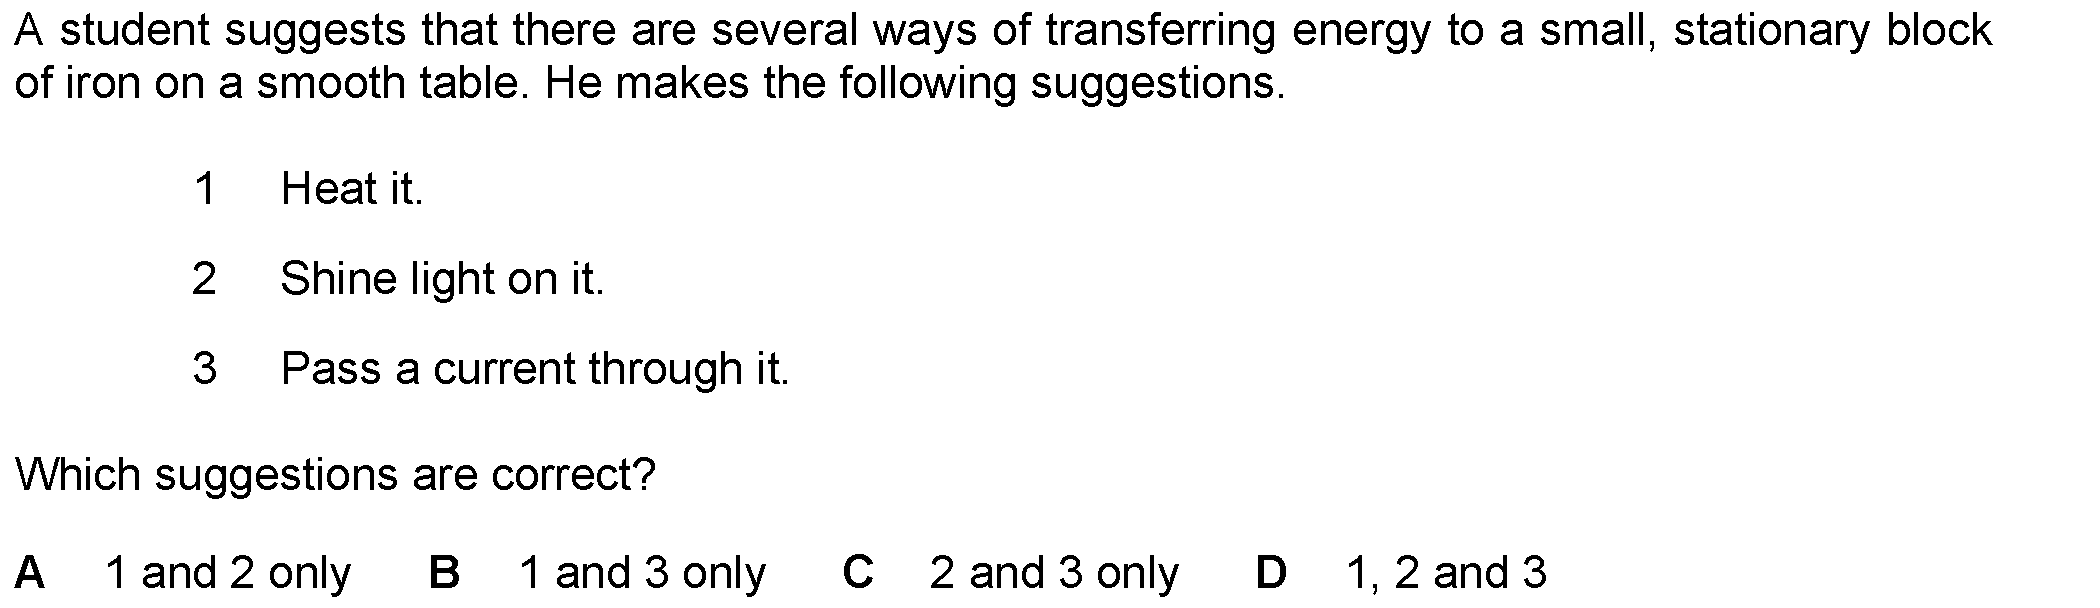 A student suggests that there are several ways of transferring energy to a small, stationary block
of iron on a smooth table. He makes the following suggestions.
1 Heat it.
2 Shine light on it.
3 Pass a current through it.
Which suggestions are correct?
A 1 and 2 only B 1 and 3 only C 2 and 3 only D 1, 2 and 3